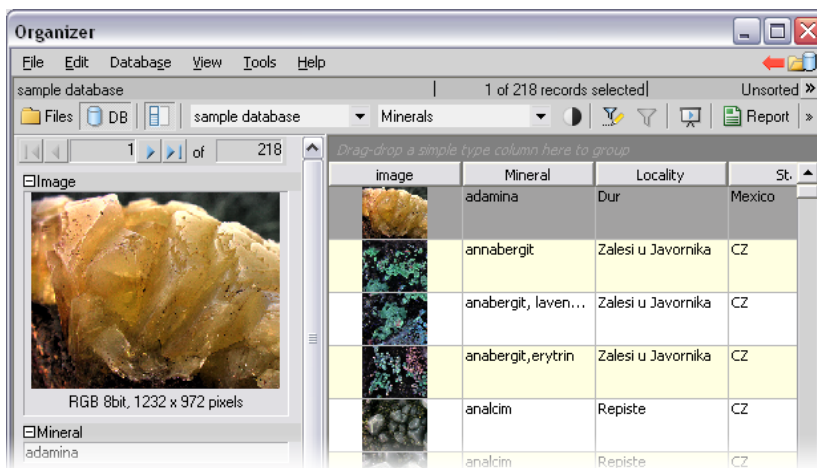 Organizer
File Edit Database View Tools Help
sample database 1 of 218 records selected Unsorted »
Files DB sample database Minerals Report »
1 of 218
Drag-drop a simple type column here to group
image Mineral Locality St.
Image
adamina Dur Mexico
annabergit Zalesi u Javornika CZ
anabergit, laven... Zalesi u Javornika CZ
anabergit,erytrin Zalesi u Javornika CZ
RGB 8bit, 1232 x 972 pixels
analcim Repiste CZ
Mineral
adamina
analcim Repiste CZ